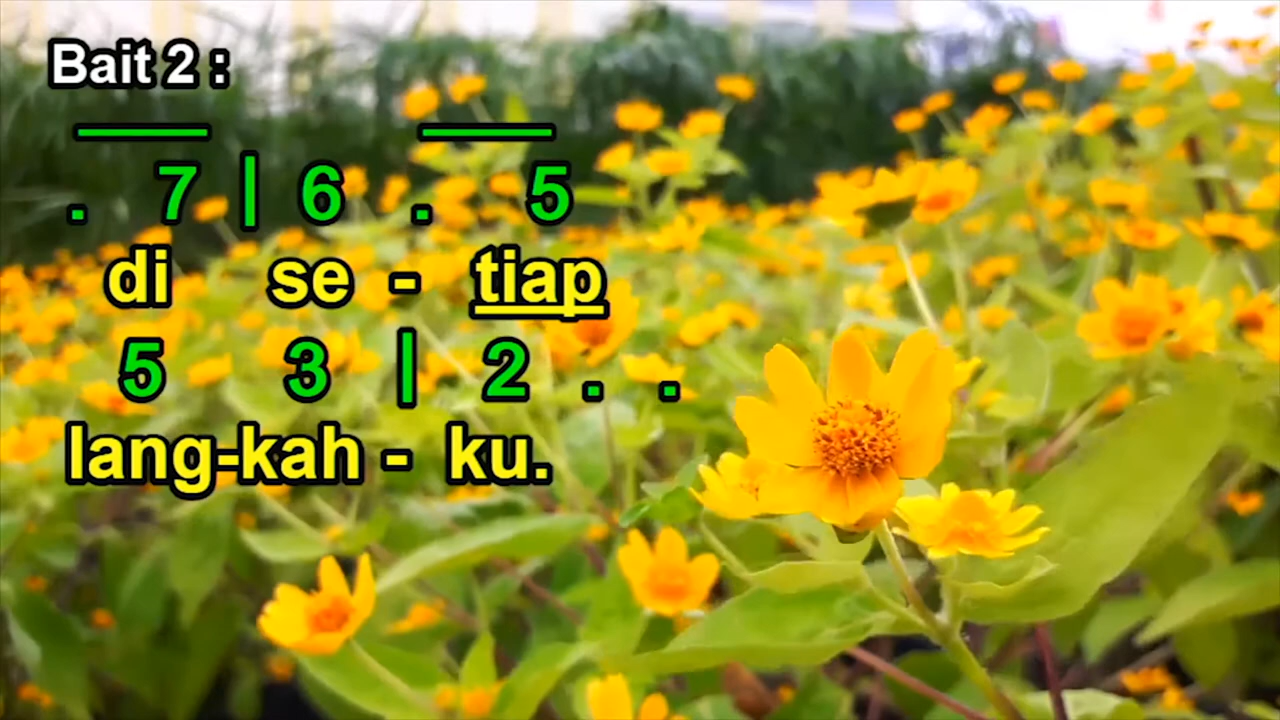 Bait 2 :
. 7 | 6 . 5
di se - tiap
5 3 | 2 . .
lang-kah - ku.